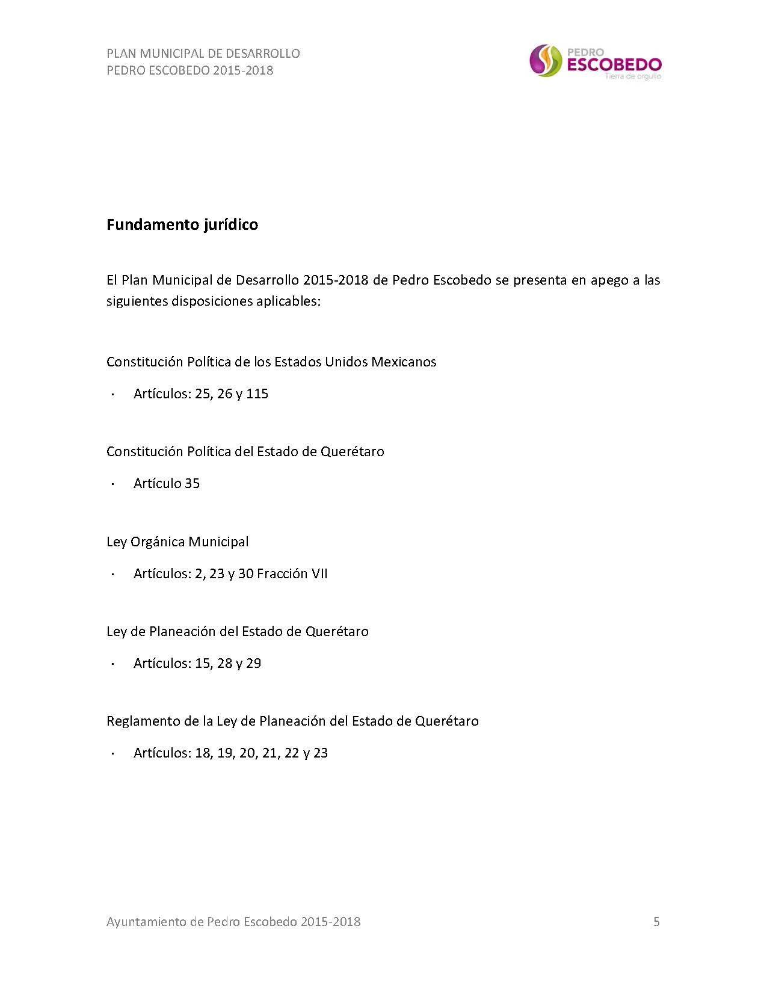 PLAN MUNICIPAL DE DESARROLLO
PEDRO ESCOBEDO 2015-2018
PEDRO
ESCOBEDO
Tierra de orgullo
Fundamento jurídico
El Plan Municipal de Desarrollo 2015-2018 de Pedro Escobedo se presenta en apego a las
siguientes disposiciones aplicables:
Constitución Política de los Estados Unidos Mexicanos
· Artículos: 25, 26 y 115
Constitución Política del Estado de Querétaro
· Artículo 35
Ley Orgánica Municipal
· Artículos: 2, 23 y 30 Fracción VII
Ley de Planeación del Estado de Querétaro
· Artículos: 15, 28 y 29
Reglamento de la Ley de Planeación del Estado de Querétaro
· Artículos: 18, 19, 20, 21, 22 y 23
Ayuntamiento de Pedro Escobedo 2015-2018 5